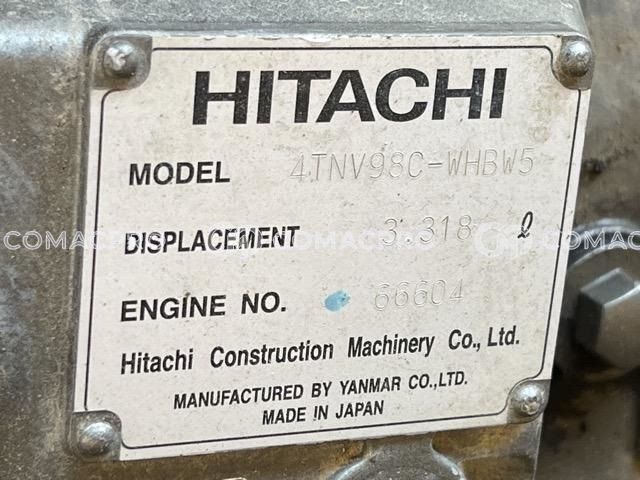 HITACHI
MODEL 4TNV98C-WHBW5
DISPLACEMENT 3.318 ℓ
ENGINE NO. 66604
Hitachi Construction Machinery Co., Ltd.
MANUFACTURED BY YANMAR CO.,LTD.
MADE IN JAPAN
COMACPRO